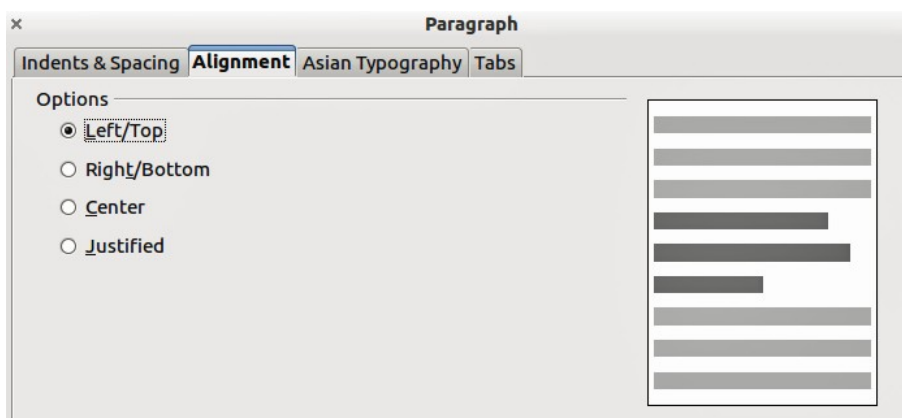 Paragraph
Indents & Spacing Alignment Asian Typography Tabs
Options
Left/Top
Right/Bottom
Center
Justified